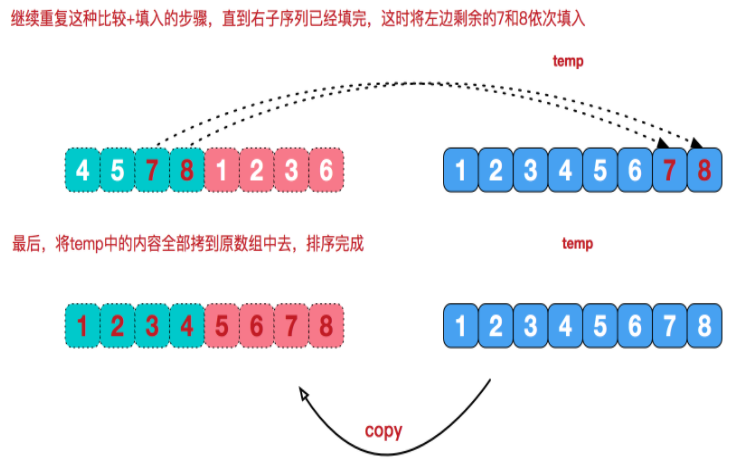 继续重复这种比较+填入的步骤，直到右子序列已经填完，这时将左边剩余的7和8依次填入
temp
4 5 7 8 1 2 3 6
1 2 3 4 5 6 7 8
最后，将temp中的内容全部拷到原数组中去，排序完成
temp
1 2 3 4 5 6 7 8
1 2 3 4 5 6 7 8
copy